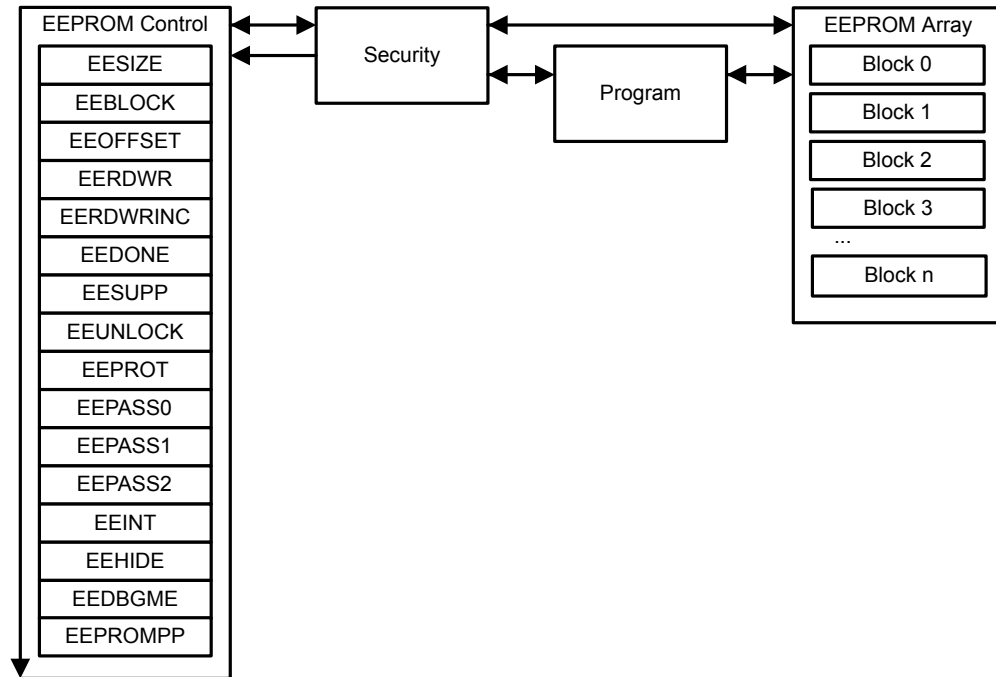 EEPROM Control
EESIZE
EEBLOCK
EEOFFSET
EERDWR
EERDWRINC
EEDONE
EESUPP
EEUNLOCK
EEPROT
EEPASS0
EEPASS1
EEPASS2
EEINT
EEHIDE
EEDBGME
EEPROMPP
Security
Program
EEPROM Array
Block 0
Block 1
Block 2
Block 3
...
Block n